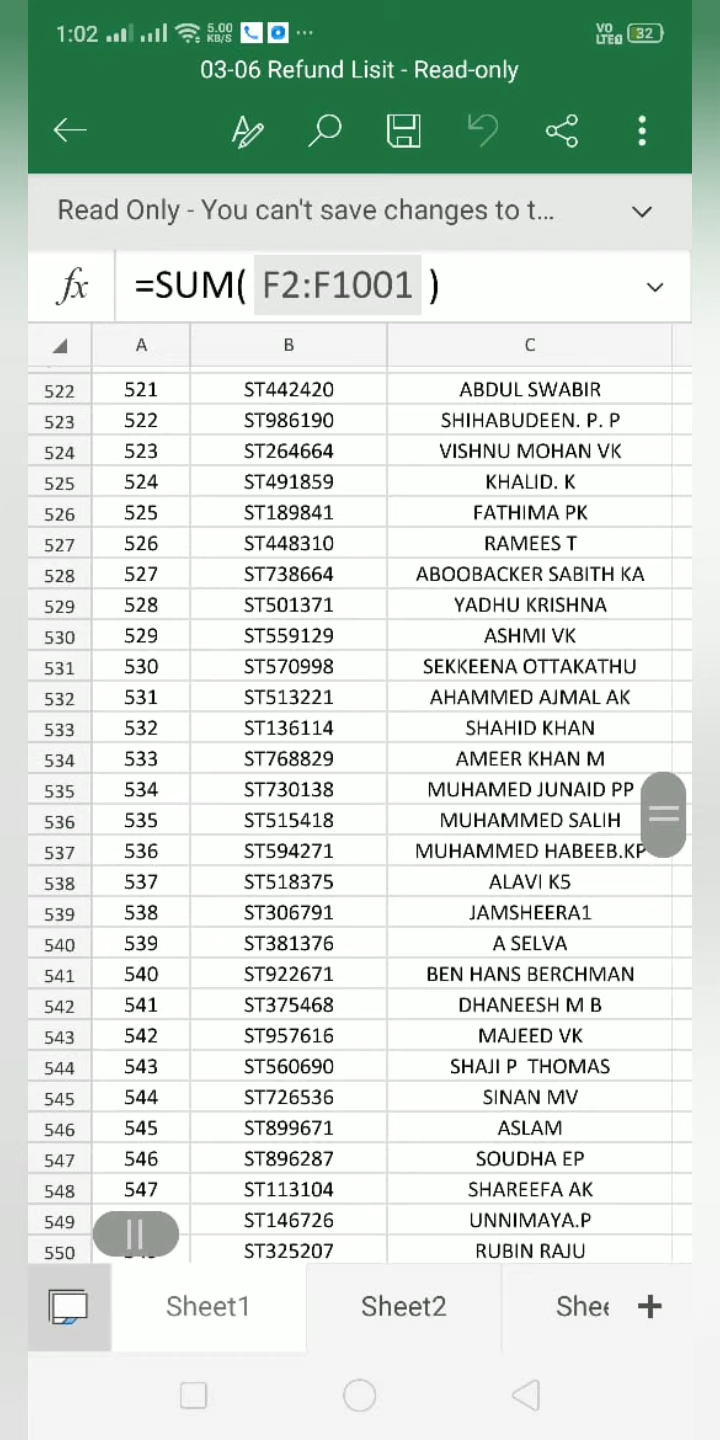 1:02 5.00 KB/S ... VO LTE 32
03-06 Refund Lisit - Read-only
Read Only - You can't save changes to t...
fx =SUM( F2:F1001 )
A B C
522 521 ST442420 ABDUL SWABIR
523 522 ST986190 SHIHABUDEEN. P. P
524 523 ST264664 VISHNU MOHAN VK
525 524 ST491859 KHALID. K
526 525 ST189841 FATHIMA PK
527 526 ST448310 RAMEES T
528 527 ST738664 ABOOBACKER SABITH KA
529 528 ST501371 YADHU KRISHNA
530 529 ST559129 ASHMI VK
531 530 ST570998 SEKKEENA OTTAKATHU
532 531 ST513221 AHAMMED AJMAL AK
533 532 ST136114 SHAHID KHAN
534 533 ST768829 AMEER KHAN M
535 534 ST730138 MUHAMED JUNAID PP
536 535 ST515418 MUHAMMED SALIH
537 536 ST594271 MUHAMMED HABEEB.KP
538 537 ST518375 ALAVI K5
539 538 ST306791 JAMSHEERA1
540 539 ST381376 A SELVA
541 540 ST922671 BEN HANS BERCHMAN
542 541 ST375468 DHANEESH M B
543 542 ST957616 MAJEED VK
544 543 ST560690 SHAJI P THOMAS
545 544 ST726536 SINAN MV
546 545 ST899671 ASLAM
547 546 ST896287 SOUDHA EP
548 547 ST113104 SHAREEFA AK
549 ST146726 UNNIMAYA.P
550 ST325207 RUBIN RAJU
Sheet1 Sheet2 +